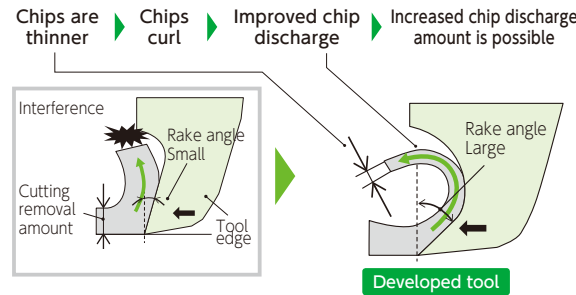 Chips are
thinner
Chips
curl
Improved chip
discharge
Increased chip discharge
amount is possible
Interference
Rake angle
Small
Cutting
removal
amount
Tool
edge
Rake angle
Large
Developed tool